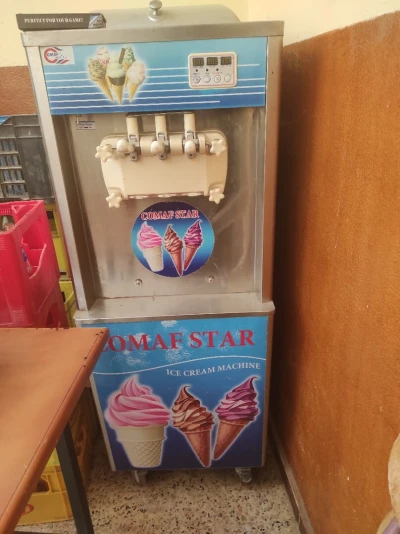 PERFECT FOR YOUR GAME!
COMAF STAR
COMAF STAR
ICE CREAM MACHINE